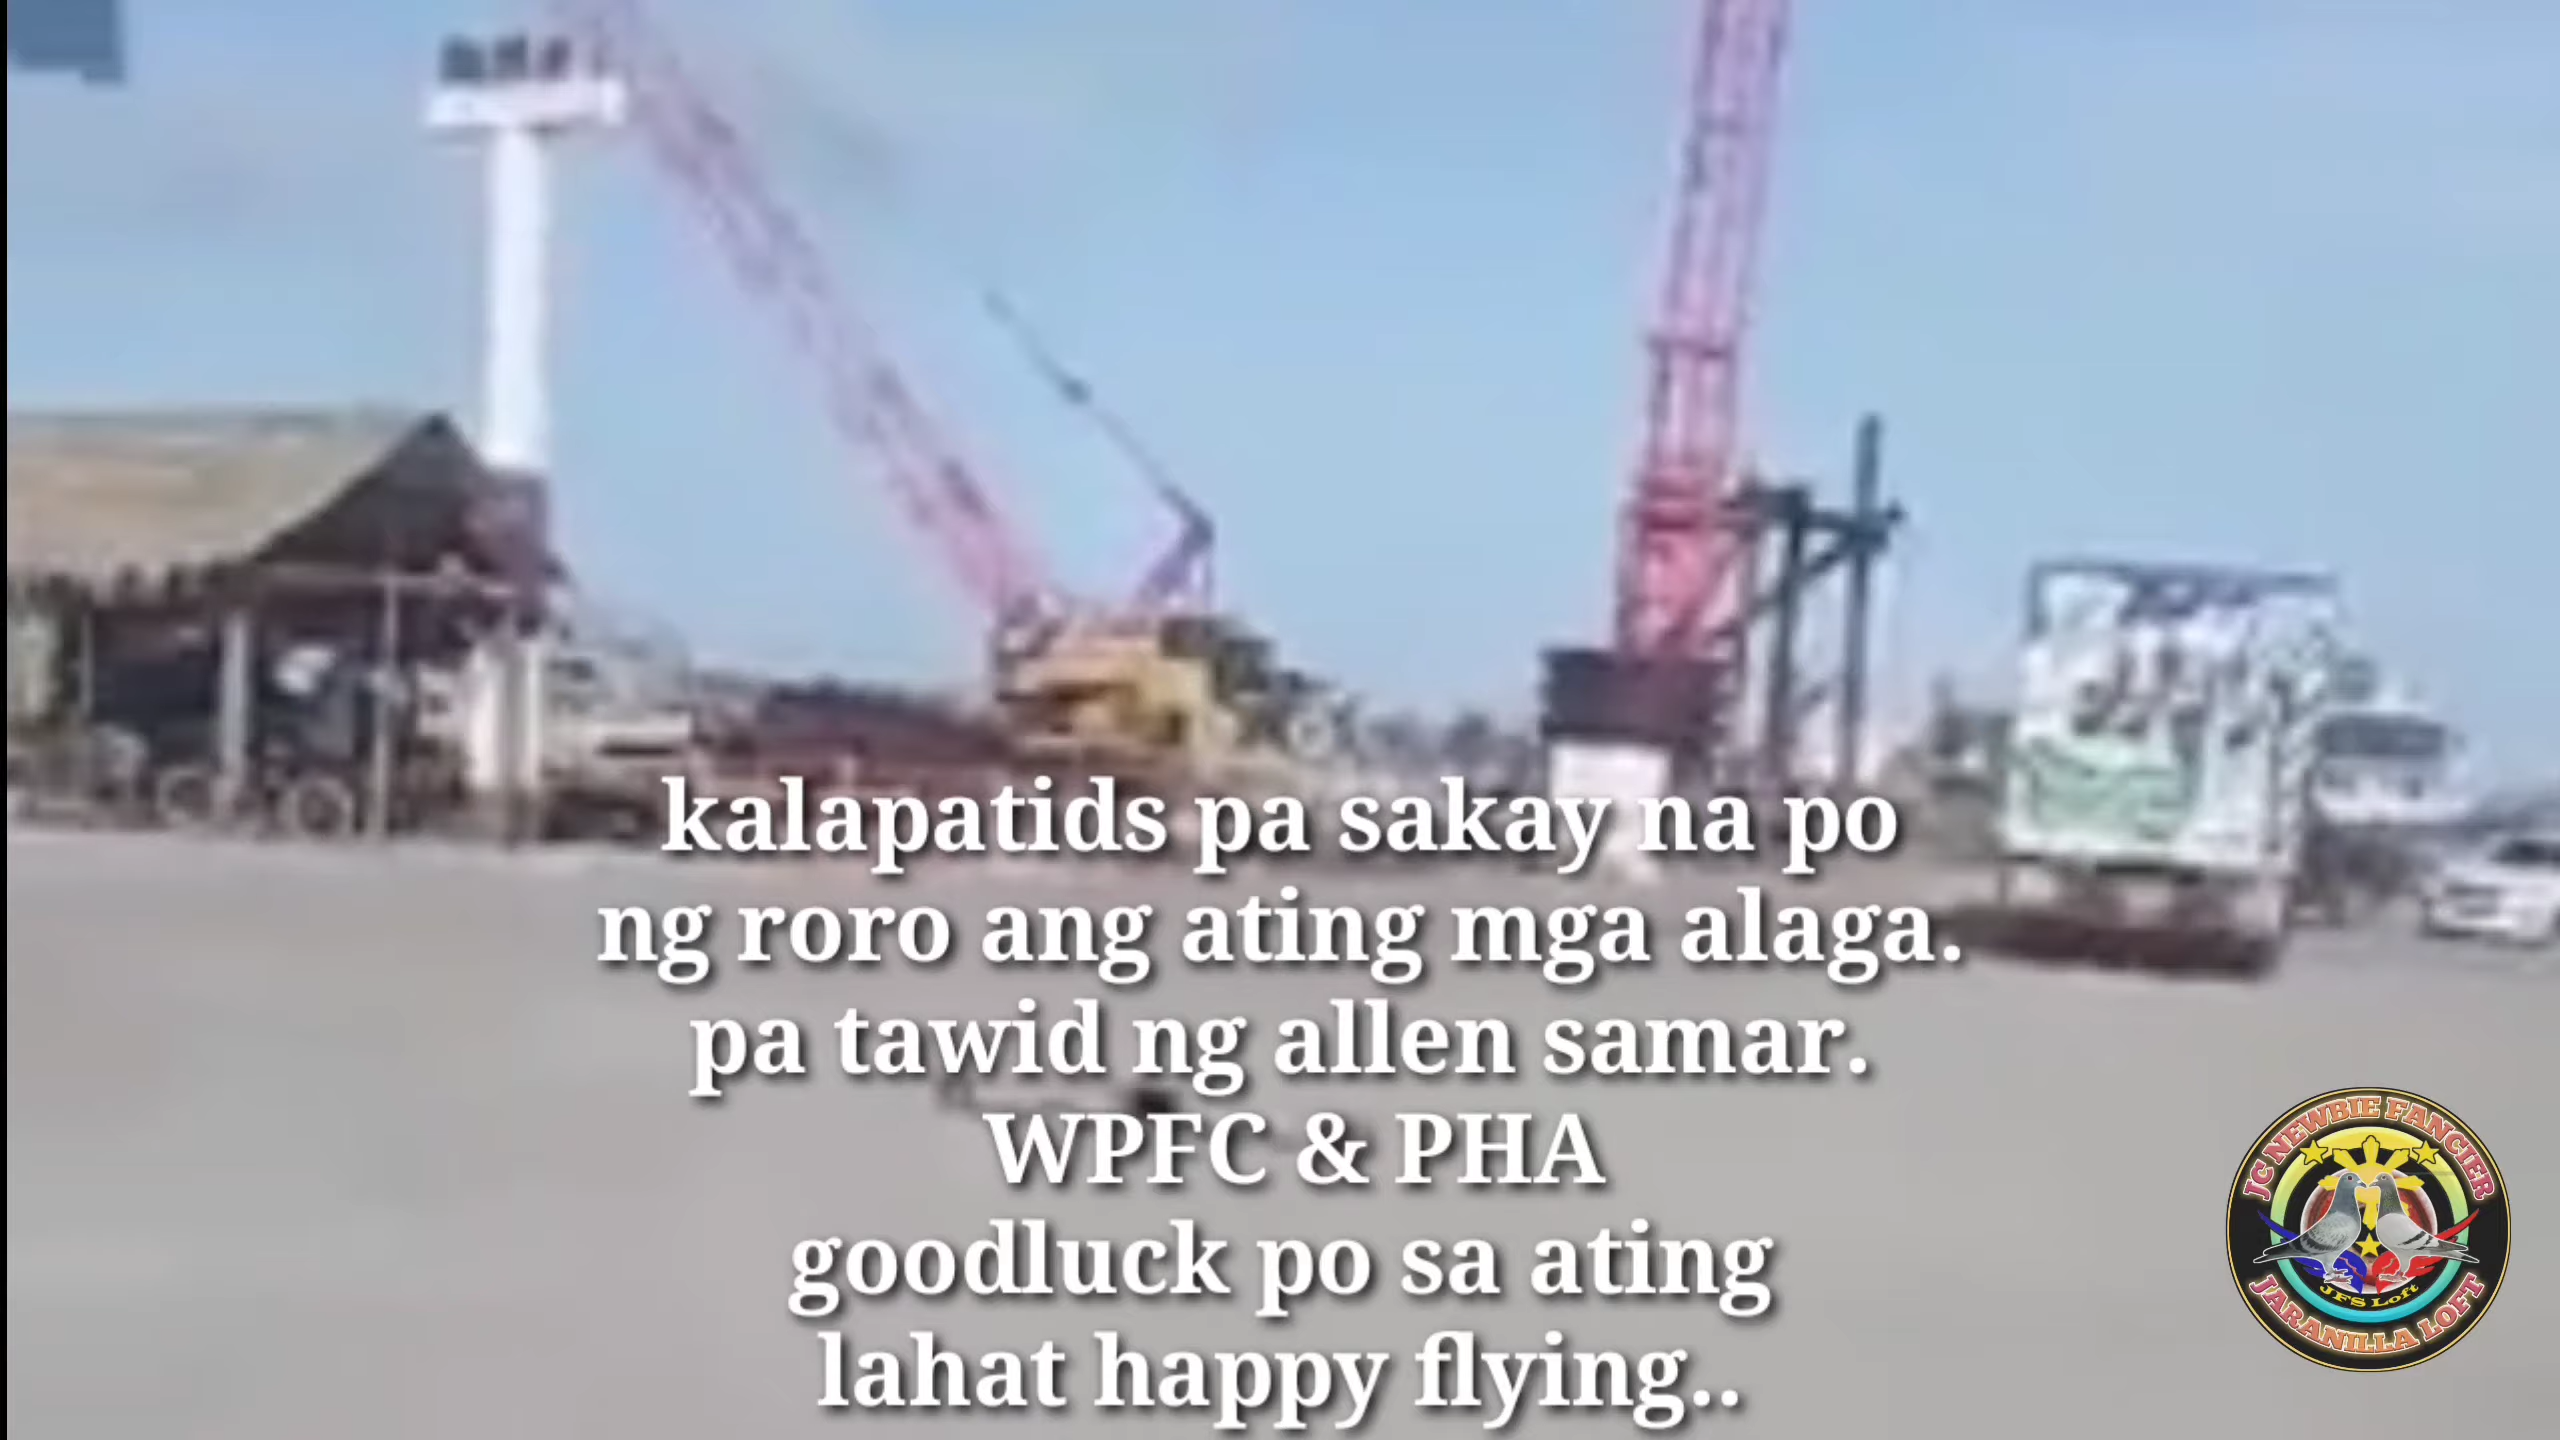 kalapatids pa sakay na po
ng roro ang ating mga alaga.
pa tawid ng allen samar.
WPFC & PHA
goodluck po sa ating
lahat happy flying..
JC NEWBIE FANCIER
JFS Loft
JARANILLA LOFT